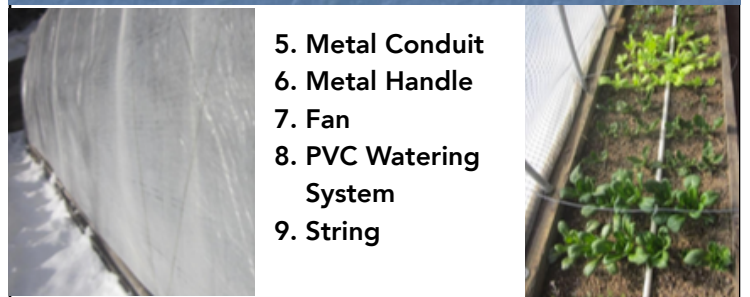 5. Metal Conduit
6. Metal Handle
7. Fan
8. PVC Watering
System
9. String